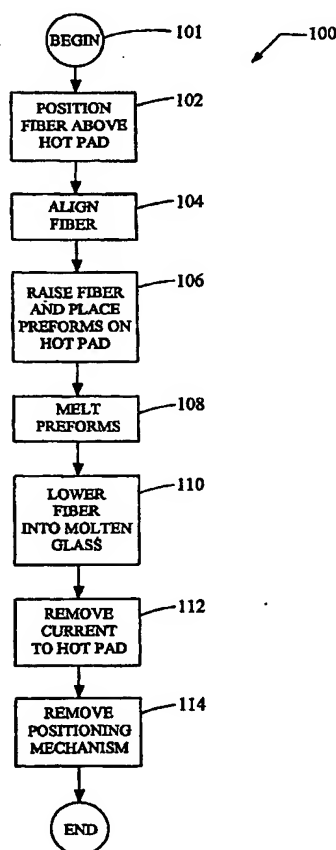 BEGIN
101
100
POSITION
FIBER ABOVE
HOT PAD
102
ALIGN
FIBER
104
RAISE FIBER
AND PLACE
PREFORMS ON
HOT PAD
106
MELT
PREFORMS
108
LOWER
FIBER
INTO MOLTEN
GLASS
110
REMOVE
CURRENT
TO HOT PAD
112
REMOVE
POSITIONING
MECHANISM
114
END